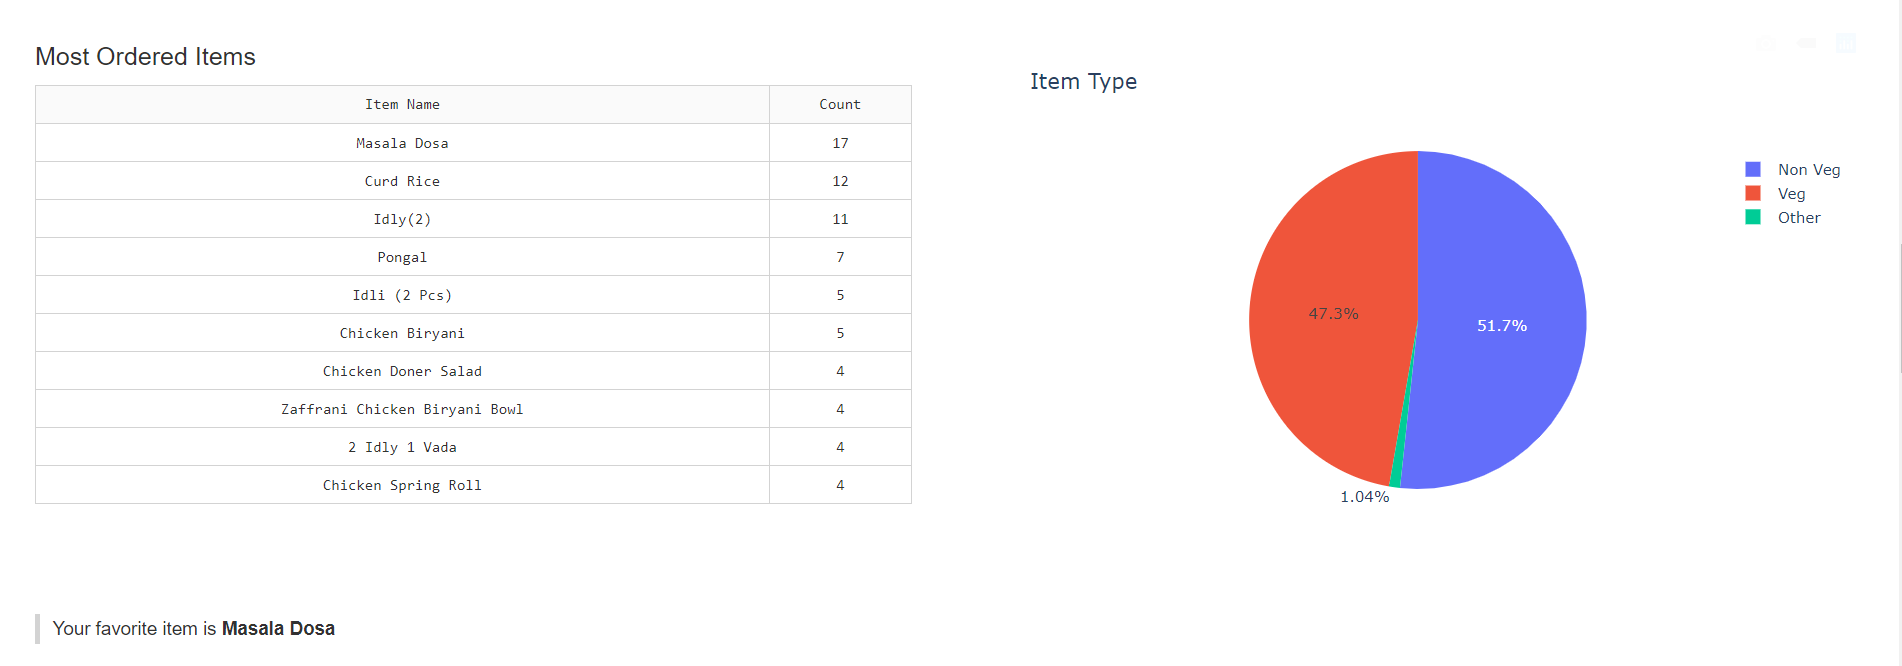 Most Ordered Items
Item Name Count
Masala Dosa 17
Curd Rice 12
Idly(2) 11
Pongal 7
Idli (2 Pcs) 5
Chicken Biryani 5
Chicken Doner Salad 4
Zaffrani Chicken Biryani Bowl 4
2 Idly 1 Vada 4
Chicken Spring Roll 4
Your favorite item is Masala Dosa
Item Type
Non Veg
Veg
Other
47.3%
51.7%
1.04%